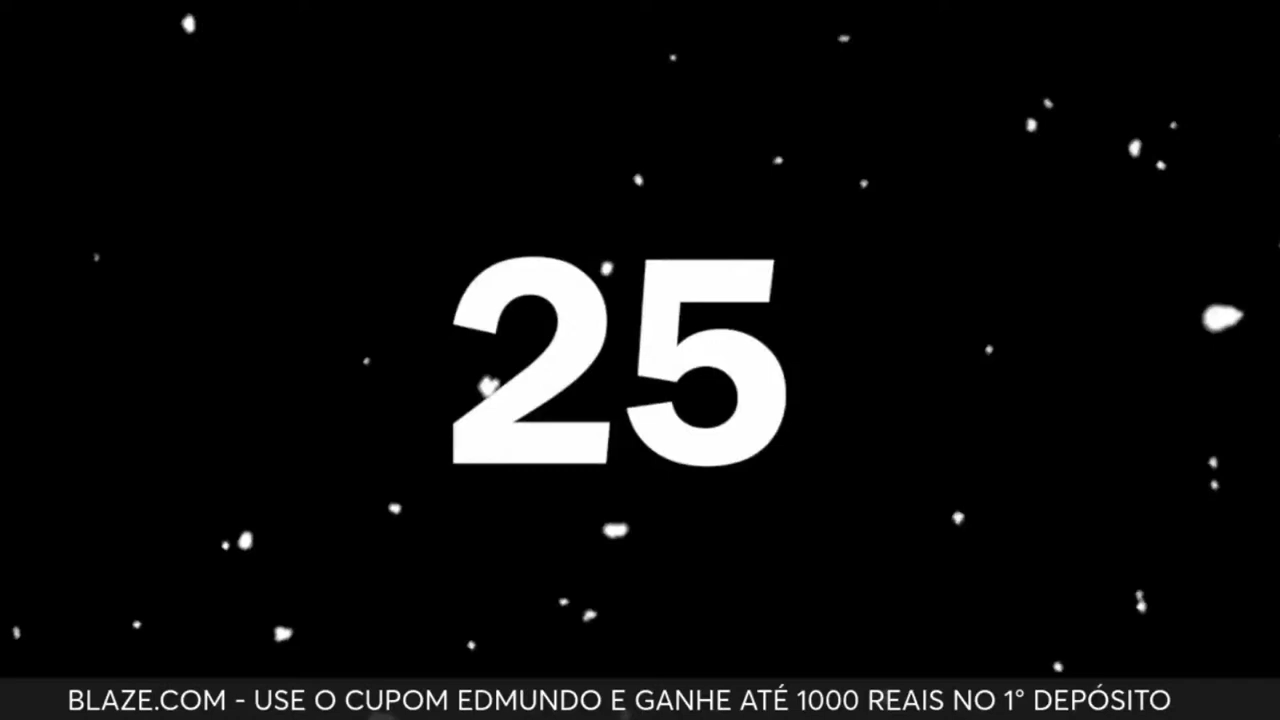 25
BLAZE.COM - USE O CUPOM EDMUNDO E GANHE ATÉ 1000 REAIS NO 1° DEPÓSITO